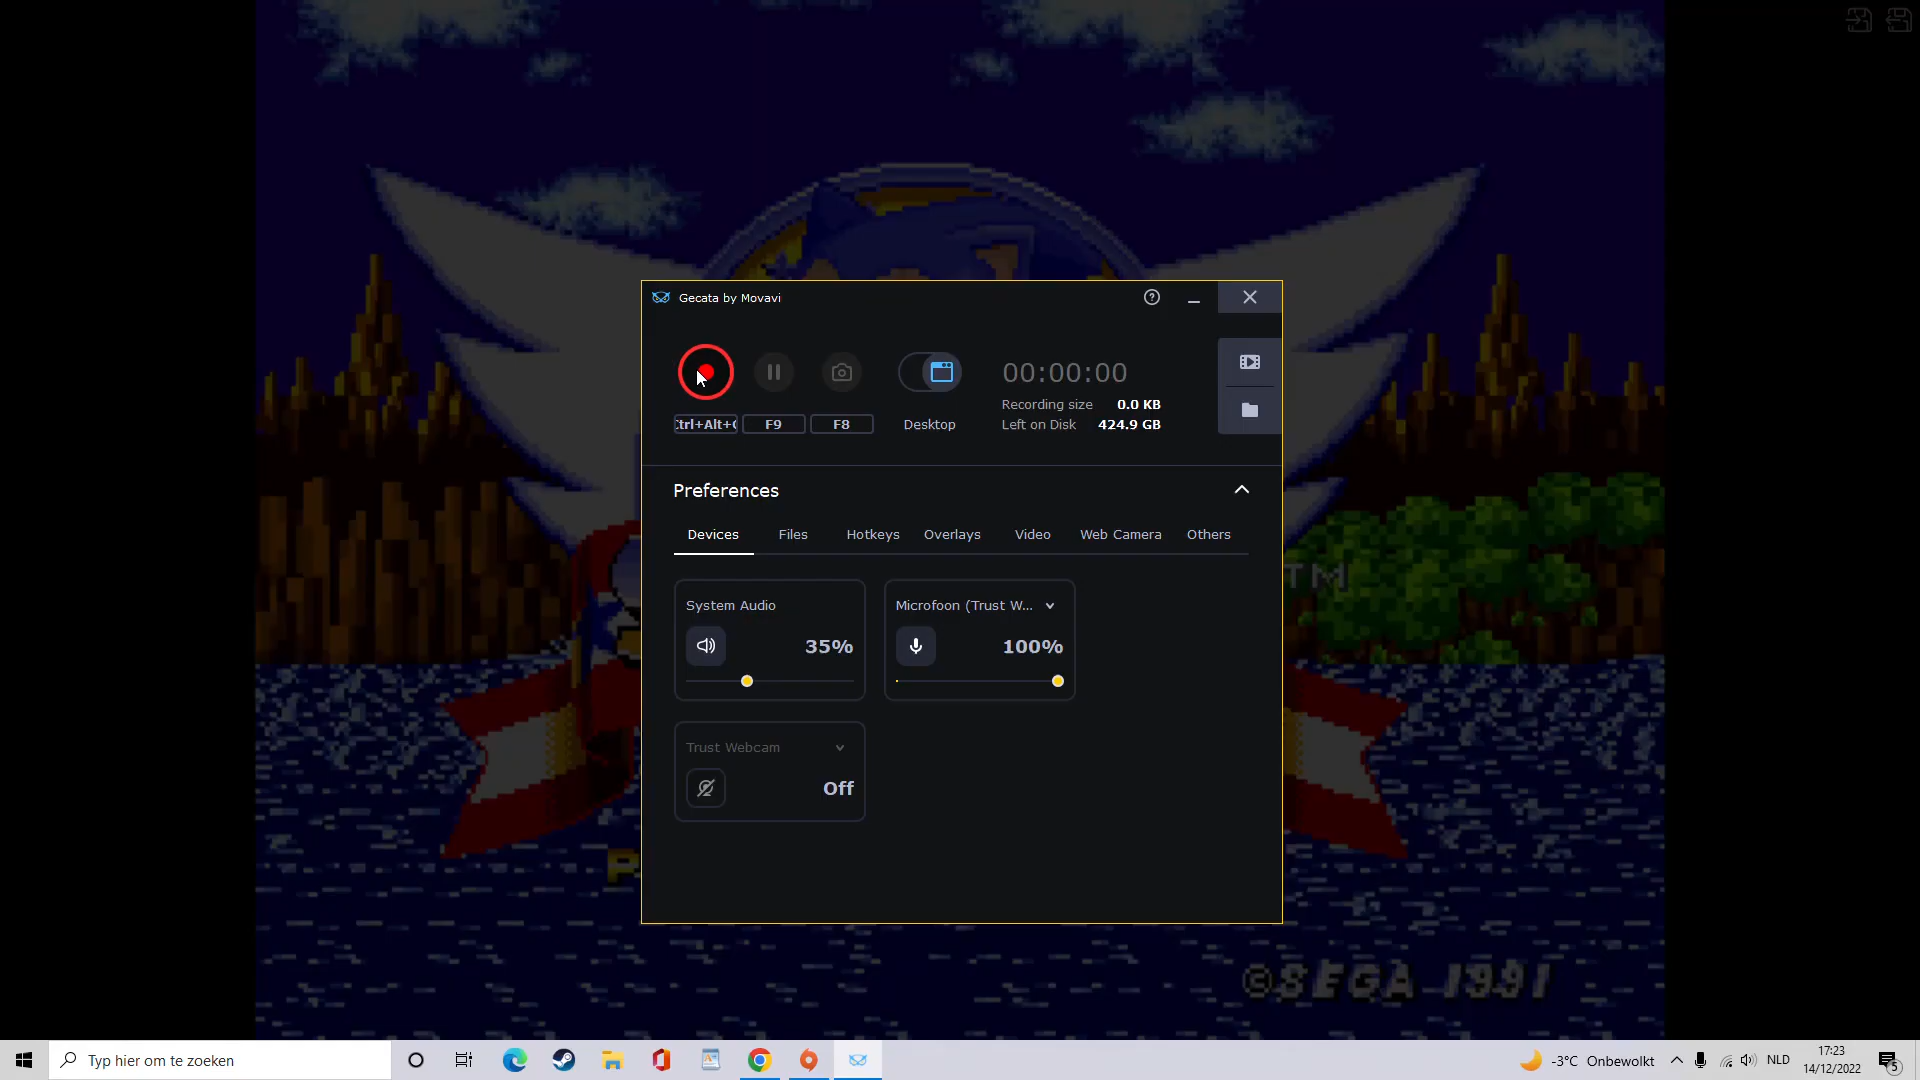 Gecata by Movavi
00:00:00
Recording size 0.0 KB
Left on Disk 424.9 GB
F9
F8
Desktop
Preferences
Devices Files Hotkeys Overlays Video Web Camera Others
System Audio
35%
Microfoon (Trust W...
100%
Trust Webcam
Off
TM
©SEGA 1991
Typ hier om te zoeken
-3°C Onbewolkt
NLD
17:23
14/12/2022
5